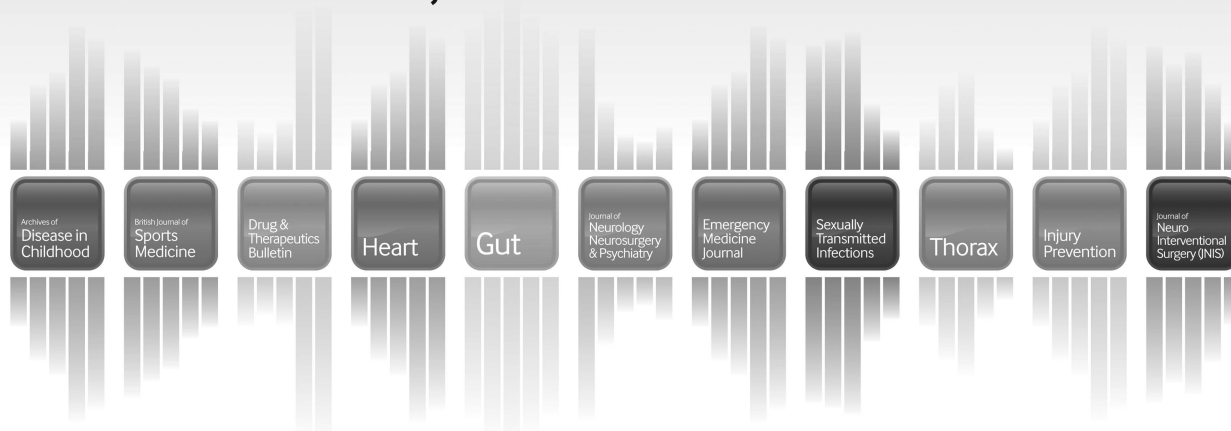 Archives of
Disease in
Childhood
British Journal of
Sports
Medicine
Drug &
Therapeutics
Bulletin
Heart
Gut
Journal of
Neurology
Neurosurgery
& Psychiatry
Emergency
Medicine
Journal
Sexually
Transmitted
Infections
Thorax
Injury
Prevention
Journal of
Neuro
Interventional
Surgery (JNIS)